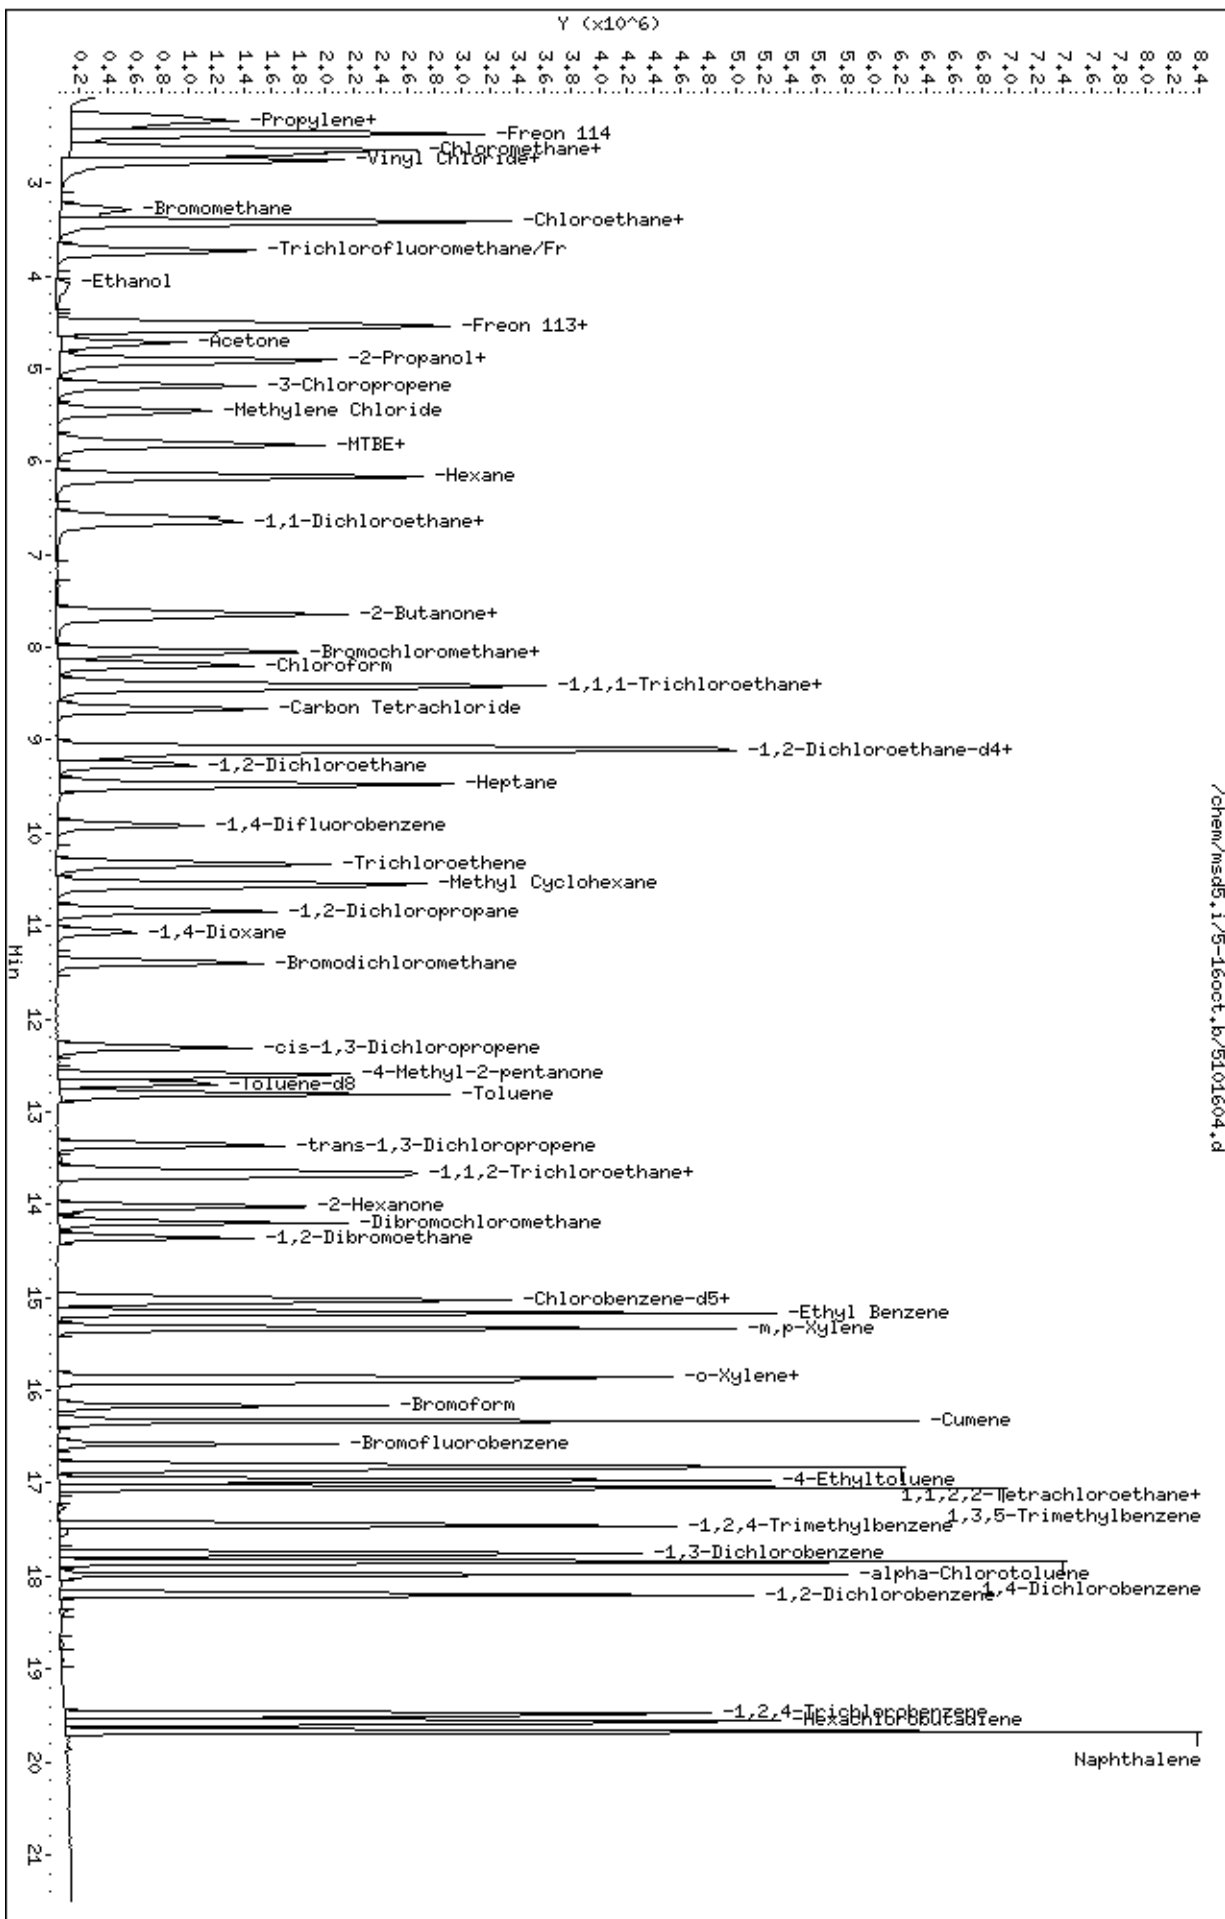 Y (x10^6)
0.2
0.4
0.6
0.8
1.0
1.2
1.4
1.6
1.8
2.0
2.2
2.4
2.6
2.8
3.0
3.2
3.4
3.6
3.8
4.0
4.2
4.4
4.6
4.8
5.0
5.2
5.4
5.6
5.8
6.0
6.2
6.4
6.6
6.8
7.0
7.2
7.4
7.6
7.8
8.0
8.2
8.4
-Propylene+
-Freon 114
-Chloromethane+
-Vinyl Chloride+
3
-Bromomethane
-Chloroethane+
-Trichlorofluoromethane/Fr
4
-Ethanol
-Freon 113+
-Acetone
-2-Propanol+
5
-3-Chloropropene
-Methylene Chloride
-MTBE+
6
-Hexane
-1,1-Dichloroethane+
7
-2-Butanone+
8
-Bromochloromethane+
-Chloroform
-1,1,1-Trichloroethane+
-Carbon Tetrachloride
9
-1,2-Dichloroethane-d4+
-1,2-Dichloroethane
-Heptane
-1,4-Difluorobenzene
10
-Trichloroethene
-Methyl Cyclohexane
-1,2-Dichloropropane
11
-1,4-Dioxane
Min
-Bromodichloromethane
/chem/msd5.i/5-16oct.b/5101604.d
12
-cis-1,3-Dichloropropene
-4-Methyl-2-pentanone
-Toluene-d8
-Toluene
13
-trans-1,3-Dichloropropene
-1,1,2-Trichloroethane+
14
-2-Hexanone
-Dibromochloromethane
-1,2-Dibromoethane
15
-Chlorobenzene-d5+
-Ethyl Benzene
-m,p-Xylene
-o-Xylene+
16
-Bromoform
-Cumene
-Bromofluorobenzene
17
-4-Ethyltoluene
1,1,2,2-Tetrachloroethane+
1,3,5-Trimethylbenzene
-1,2,4-Trimethylbenzene
-1,3-Dichlorobenzene
18
-alpha-Chlorotoluene
1,4-Dichlorobenzene
-1,2-Dichlorobenzene
19
-1,2,4-Trichlorobenzene
-Hexachlorobutadiene
20
Naphthalene
21